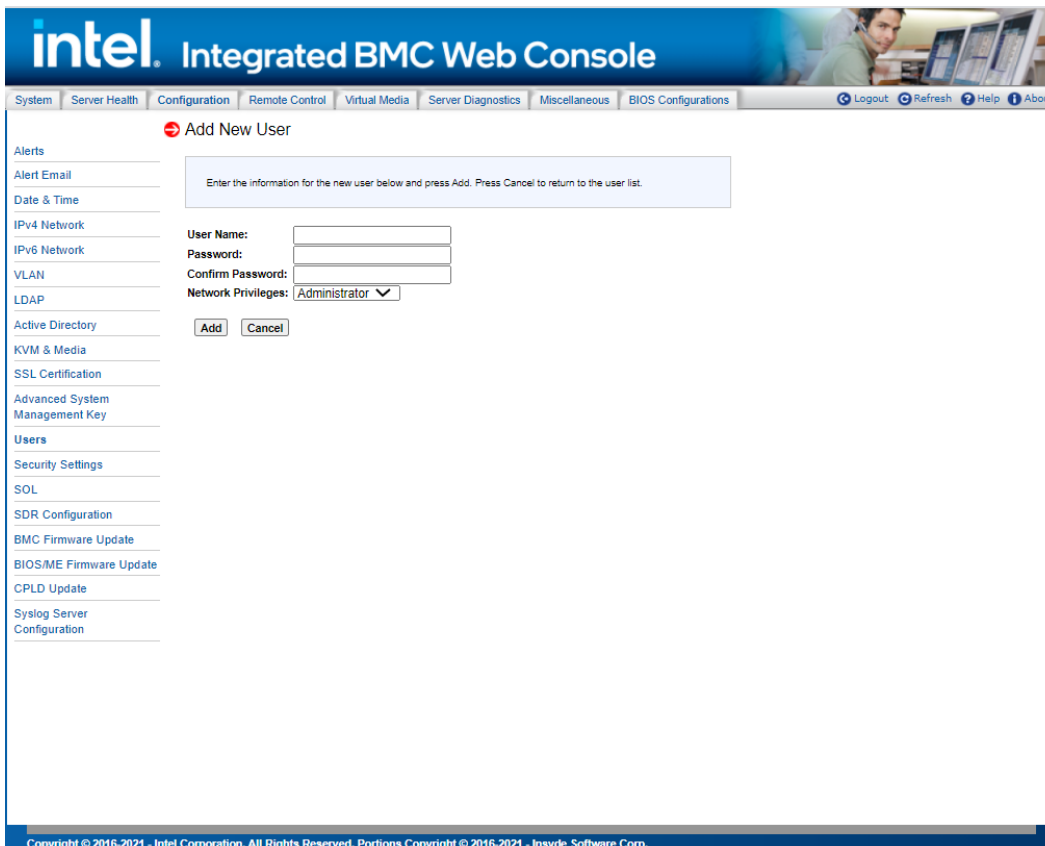 intel. Integrated BMC Web Console
System Server Health Configuration Remote Control Virtual Media Server Diagnostics Miscellaneous BIOS Configurations Logout Refresh Help Abou
Add New User
Alerts
Alert Email
Date & Time
IPv4 Network
IPv6 Network
VLAN
LDAP
Active Directory
KVM & Media
SSL Certification
Advanced System
Management Key
Users
Security Settings
SOL
SDR Configuration
BMC Firmware Update
BIOS/ME Firmware Update
CPLD Update
Syslog Server
Configuration
Enter the information for the new user below and press Add. Press Cancel to return to the user list.
User Name:
Password:
Confirm Password:
Network Privileges: Administrator
Add Cancel
Copyright © 2016-2021 - Intel Corporation. All Rights Reserved. Portions Copyright © 2016-2021 - Insyde Software Corp.